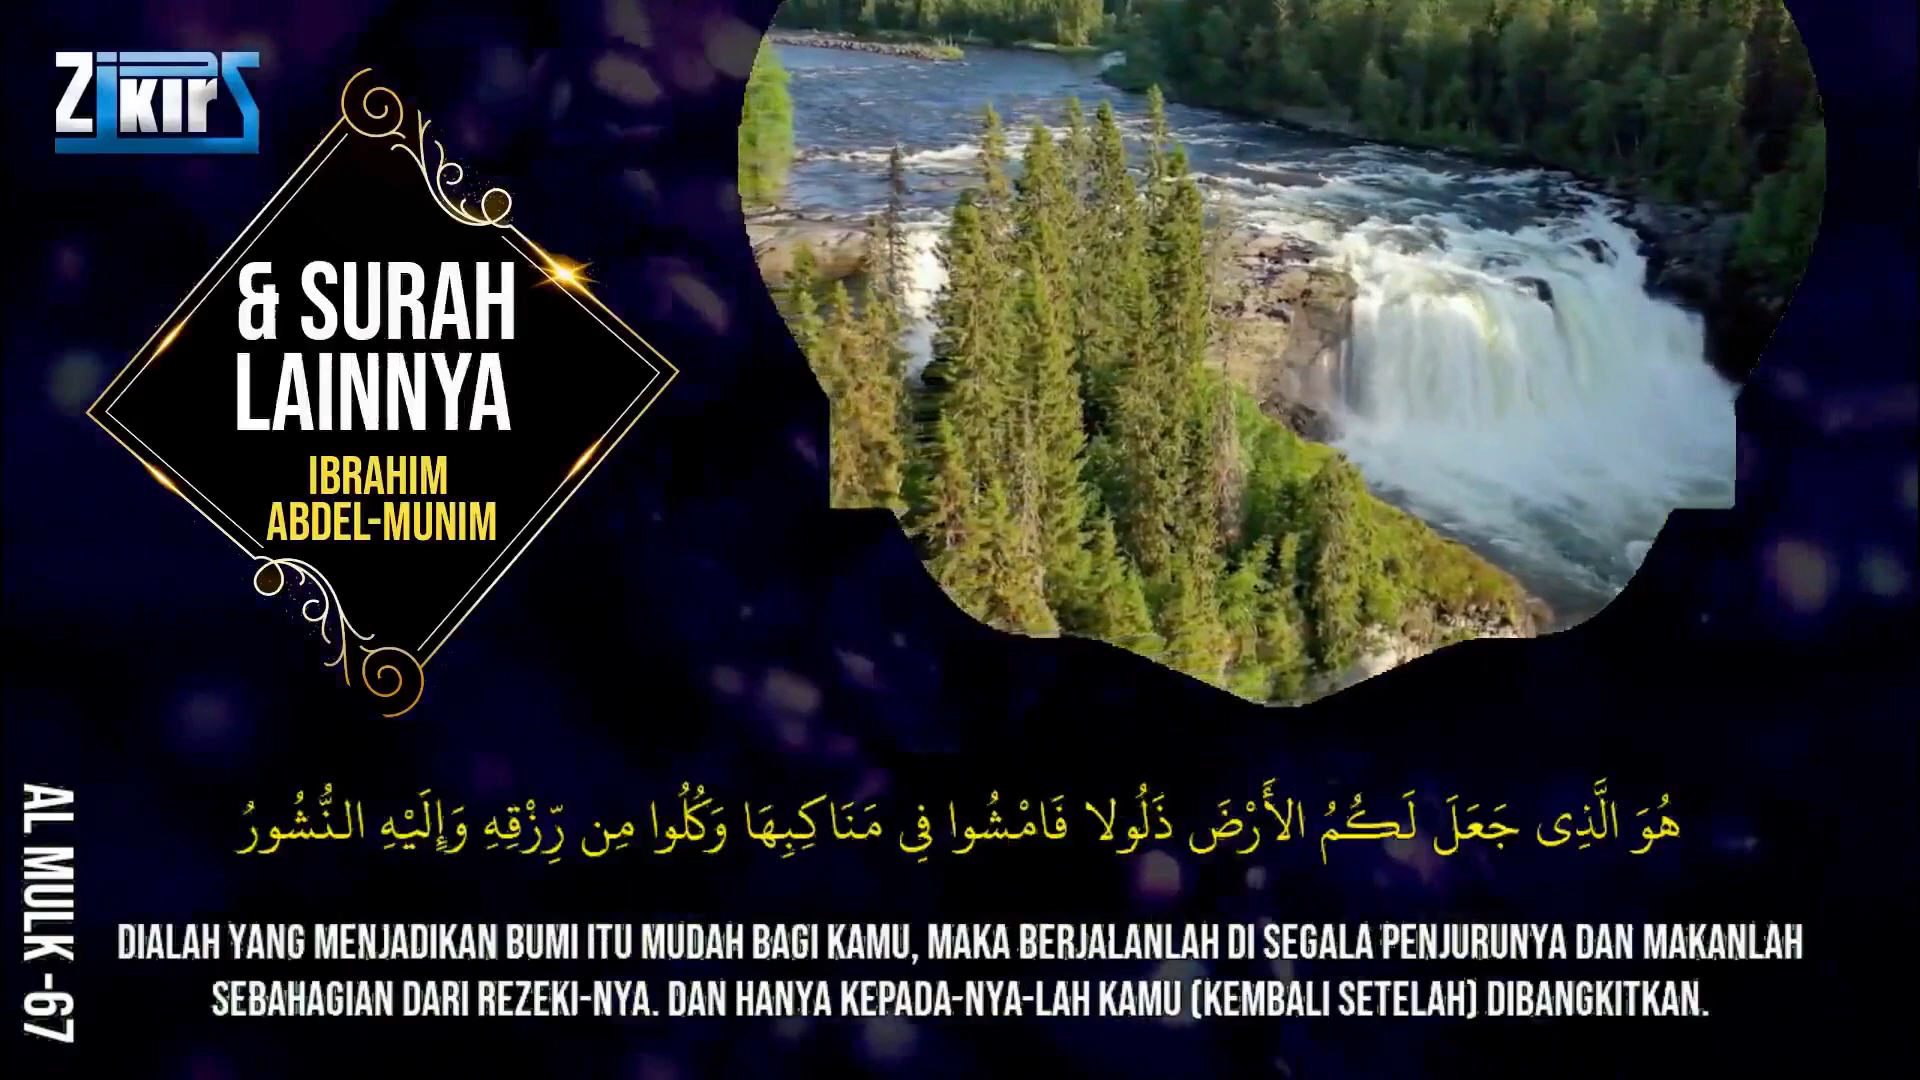 Zikir
& SURAH
LAINNYA
IBRAHIM
ABDEL-MUNIM
هُوَ الَّذِى جَعَلَ لَكُمُ الأَرْضَ ذَلُولا فَامْشُوا فِى مَنَاكِبِهَا وَكُلُوا مِن رِّزْقِهِ وَإِلَيْهِ النُّشُورُ
DIALAH YANG MENJADIKAN BUMI ITU MUDAH BAGI KAMU, MAKA BERJALANLAH DI SEGALA PENJURUNYA DAN MAKANLAH
SEBAHAGIAN DARI REZEKI-NYA. DAN HANYA KEPADA-NYA-LAH KAMU (KEMBALI SETELAH) DIBANGKITKAN.
AL MULK -67